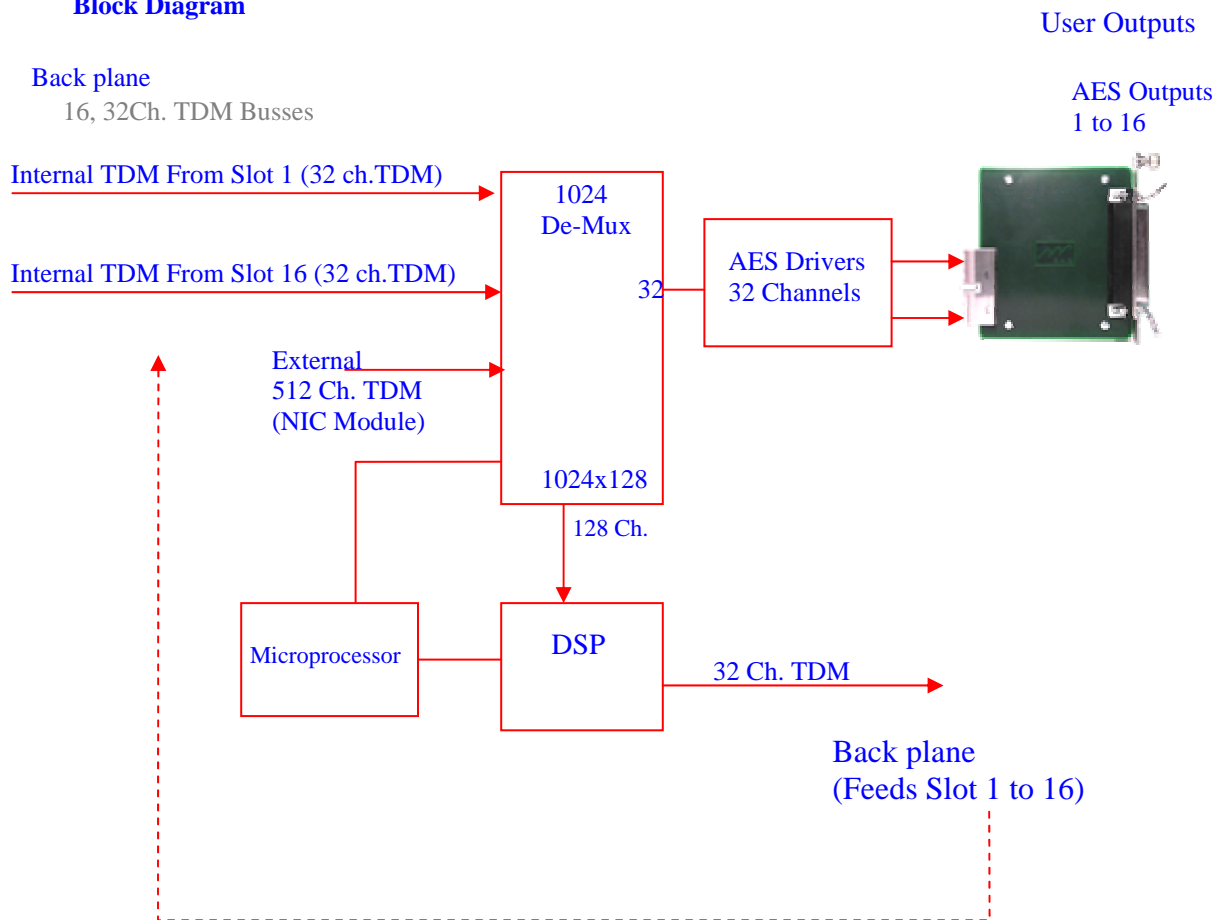 Block Diagram
User Outputs
Back plane
16, 32Ch. TDM Busses
AES Outputs
1 to 16
Internal TDM From Slot 1 (32 ch.TDM)
1024
De-Mux
Internal TDM From Slot 16 (32 ch.TDM)
32
AES Drivers
32 Channels
External
512 Ch. TDM
(NIC Module)
1024x128
128 Ch.
Microprocessor
DSP
32 Ch. TDM
Back plane
(Feeds Slot 1 to 16)